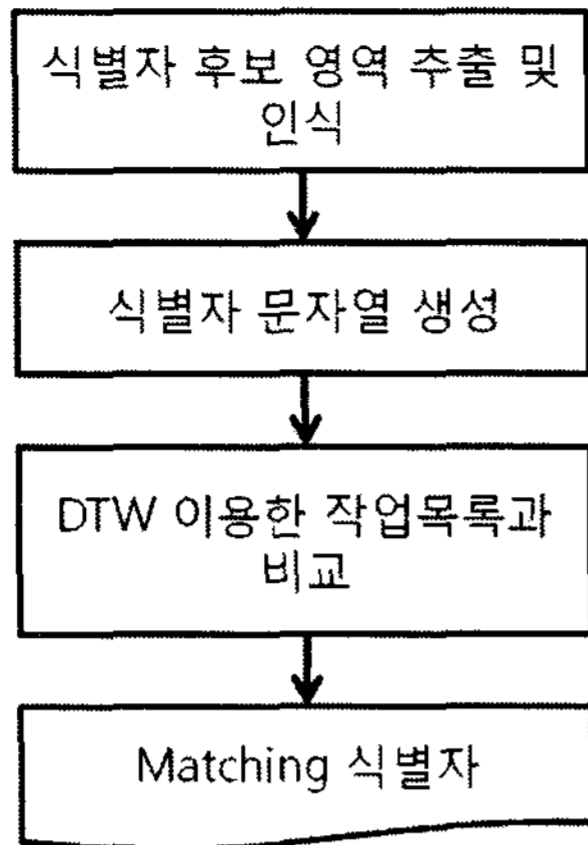 식별자 후보 영역 추출 및
인식
식별자 문자열 생성
DTW 이용한 작업목록과
비교
Matching 식별자